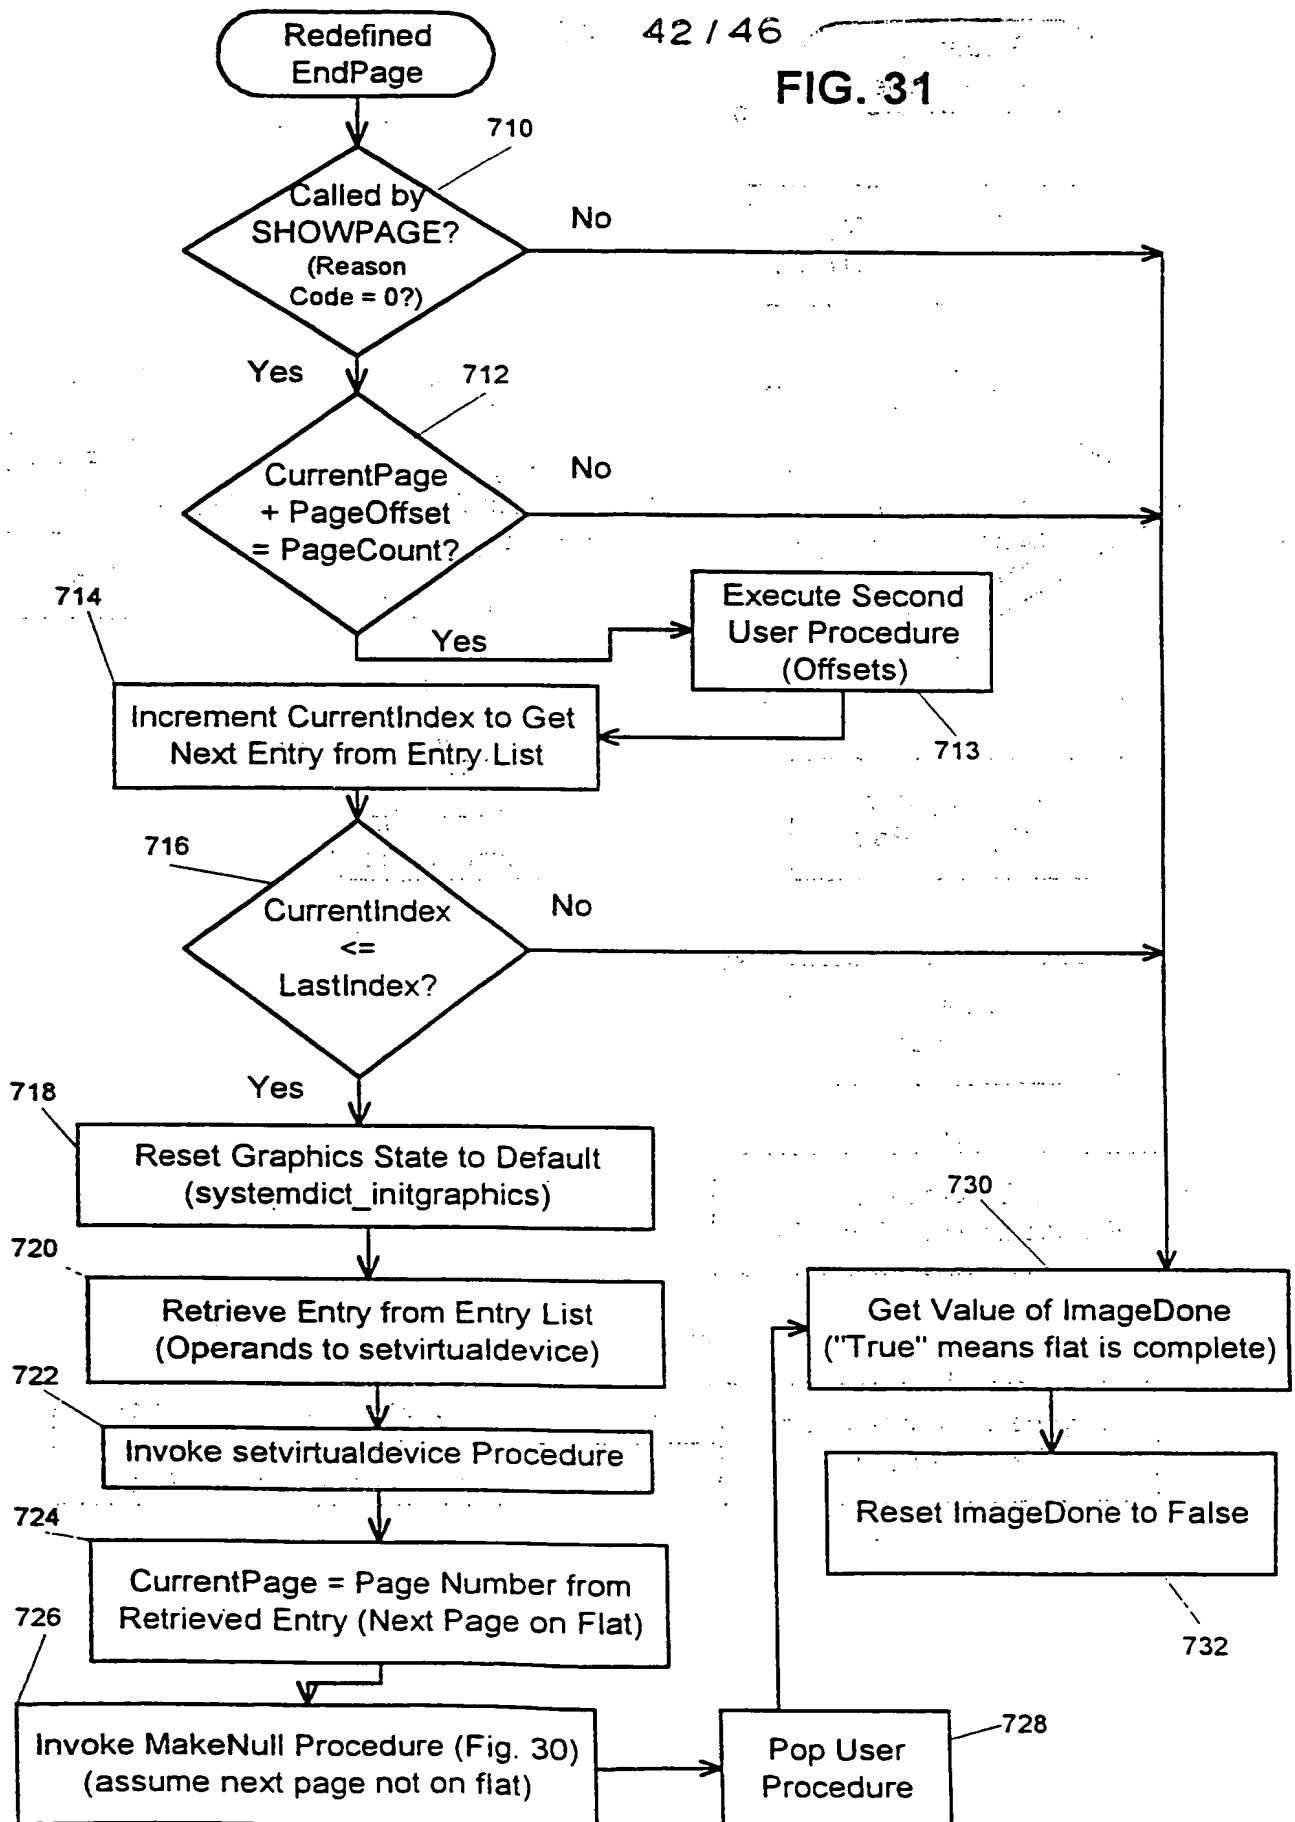 42 / 46
FIG. 31
Redefined
EndPage
710
Called by
SHOWPAGE?
(Reason
Code = 0?)
No
Yes
712
CurrentPage
+ PageOffset
= PageCount?
No
Yes
Execute Second
User Procedure
(Offsets)
713
714
Increment CurrentIndex to Get
Next Entry from Entry List
716
CurrentIndex
<=
LastIndex?
No
Yes
718
Reset Graphics State to Default
(systemdict_initgraphics)
720
Retrieve Entry from Entry List
(Operands to setvirtualdevice)
722
Invoke setvirtualdevice Procedure
724
CurrentPage = Page Number from
Retrieved Entry (Next Page on Flat)
726
Invoke MakeNull Procedure (Fig. 30)
(assume next page not on flat)
728
Pop User
Procedure
730
Get Value of ImageDone
("True" means flat is complete)
Reset ImageDone to False
732